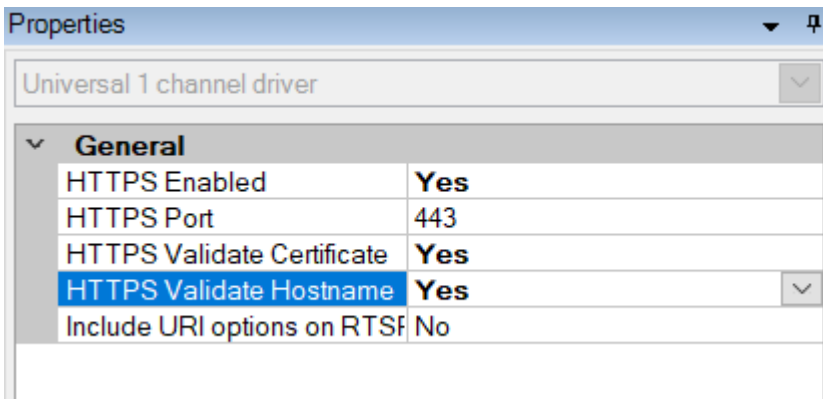 Properties
Universal 1 channel driver
General
HTTPS Enabled Yes
HTTPS Port 443
HTTPS Validate Certificate Yes
HTTPS Validate Hostname Yes
Include URI options on RTSF No